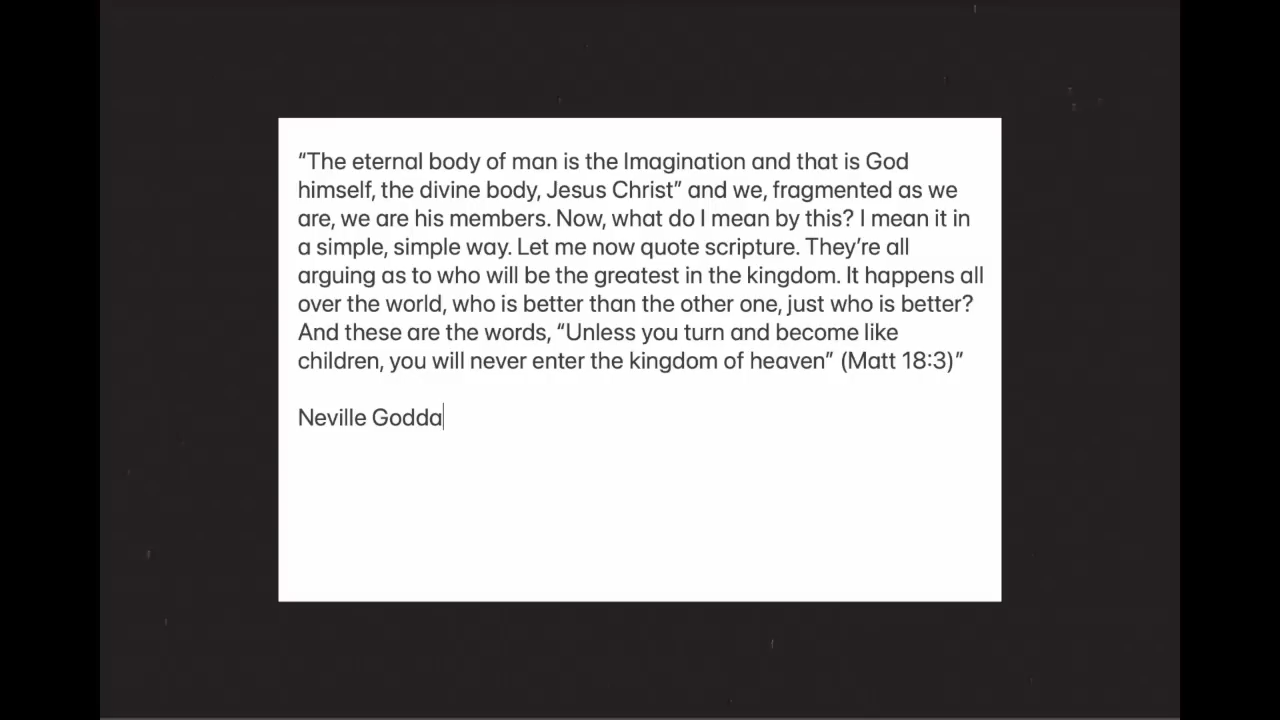 “The eternal body of man is the Imagination and that is God
himself, the divine body, Jesus Christ” and we, fragmented as we
are, we are his members. Now, what do I mean by this? I mean it in
a simple, simple way. Let me now quote scripture. They’re all
arguing as to who will be the greatest in the kingdom. It happens all
over the world, who is better than the other one, just who is better?
And these are the words, “Unless you turn and become like
children, you will never enter the kingdom of heaven” (Matt 18:3)”
Neville Godda